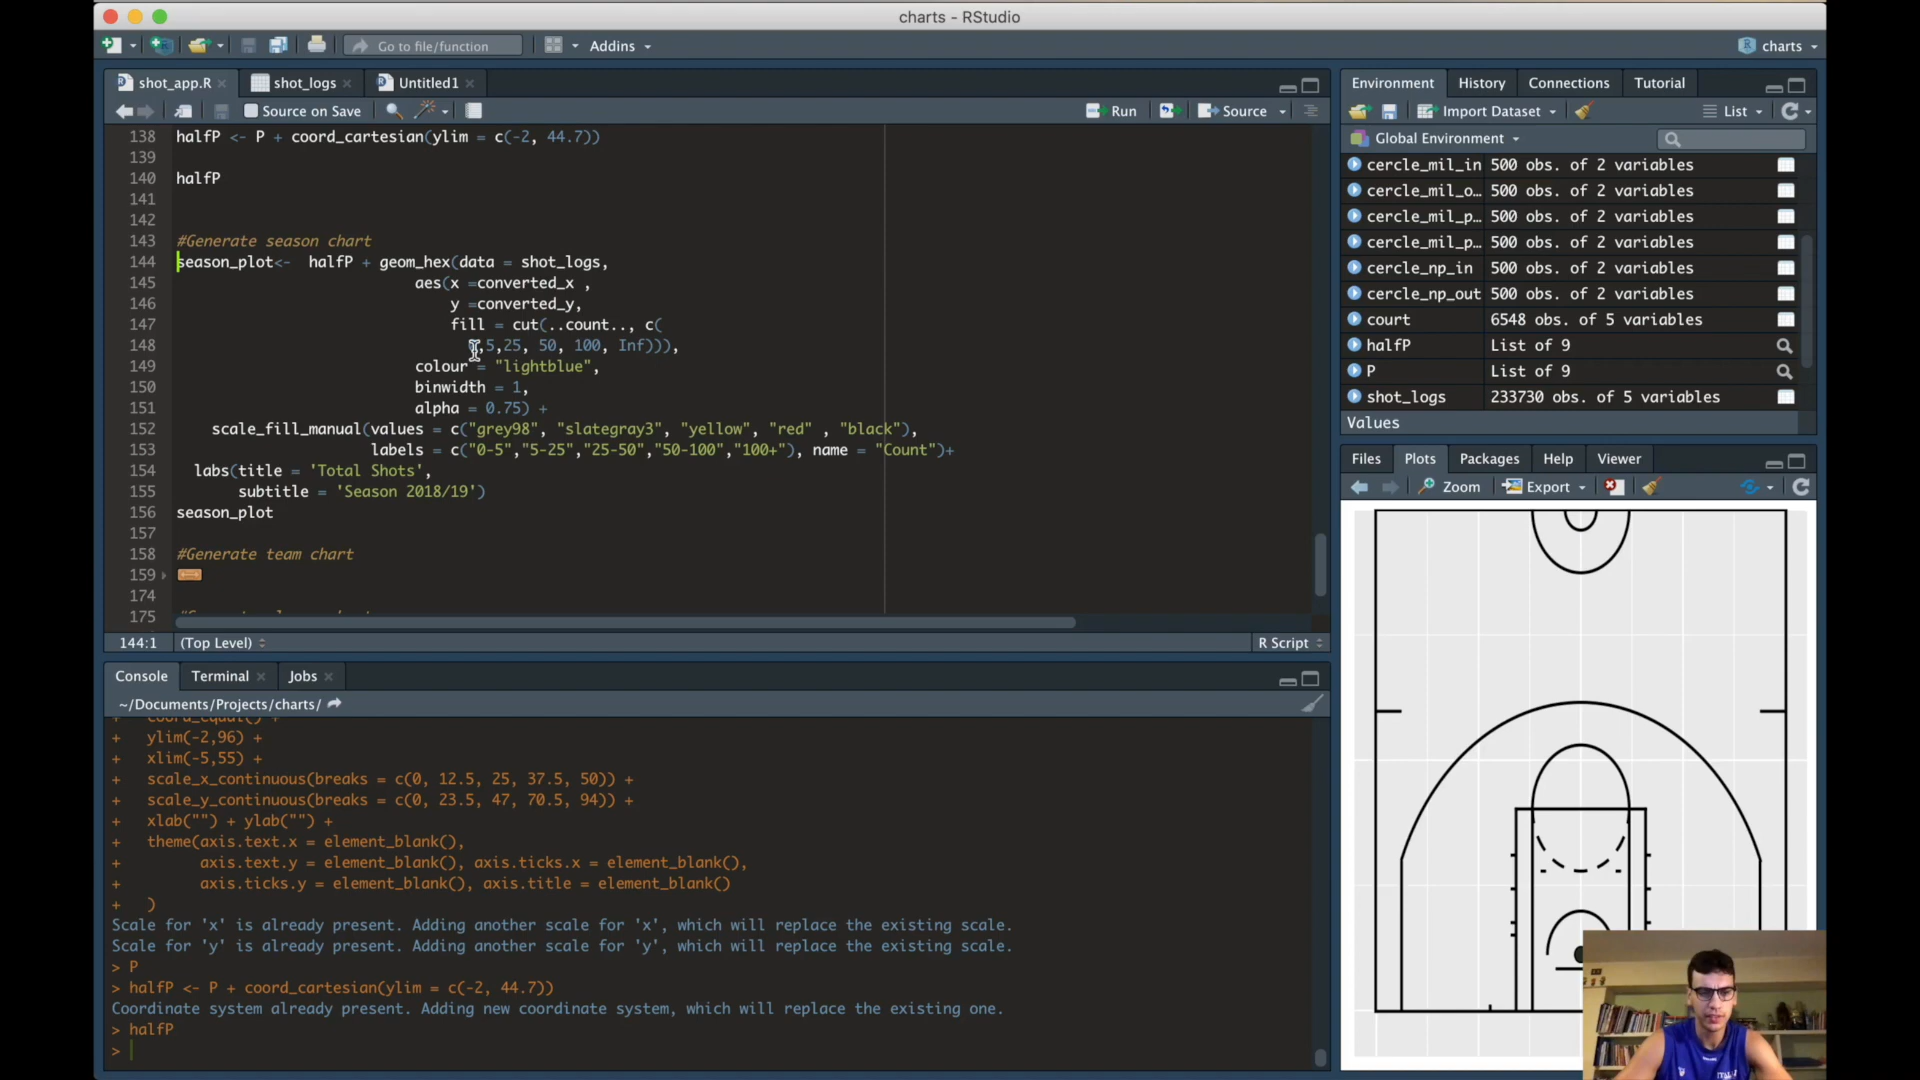 charts - RStudio
Go to file/function
Addins
charts
shot_app.R
shot_logs
Untitled1
Source on Save
Run
Source
138 halfP <- P + coord_cartesian(ylim = c(-2, 44.7))
139
140 halfP
141
142
143 #Generate season chart
144 season_plot<- halfP + geom_hex(data = shot_logs,
145 aes(x =converted_x ,
146 y =converted_y,
147 fill = cut(..count.., c(
148 0,5,25, 50, 100, Inf))),
149 colour = "lightblue",
150 binwidth = 1,
151 alpha = 0.75) +
152 scale_fill_manual(values = c("grey98", "slategray3", "yellow", "red" , "black"),
153 labels = c("0-5","5-25","25-50","50-100","100+"), name = "Count")+
154 labs(title = 'Total Shots',
155 subtitle = 'Season 2018/19')
156 season_plot
157
158 #Generate team chart
159
174
175
144:1
(Top Level)
R Script
Console
Terminal
Jobs
~/Documents/Projects/charts/
+ coord_equal() +
+ ylim(-2,96) +
+ xlim(-5,55) +
+ scale_x_continuous(breaks = c(0, 12.5, 25, 37.5, 50)) +
+ scale_y_continuous(breaks = c(0, 23.5, 47, 70.5, 94)) +
+ xlab("") + ylab("") +
+ theme(axis.text.x = element_blank(),
+ axis.text.y = element_blank(), axis.ticks.x = element_blank(),
+ axis.ticks.y = element_blank(), axis.title = element_blank()
+ )
Scale for 'x' is already present. Adding another scale for 'x', which will replace the existing scale.
Scale for 'y' is already present. Adding another scale for 'y', which will replace the existing scale.
> P
> halfP <- P + coord_cartesian(ylim = c(-2, 44.7))
Coordinate system already present. Adding new coordinate system, which will replace the existing one.
> halfP
>
Environment
History
Connections
Tutorial
Import Dataset
List
Global Environment
cercle_mil_in 500 obs. of 2 variables
cercle_mil_o… 500 obs. of 2 variables
cercle_mil_p… 500 obs. of 2 variables
cercle_mil_p… 500 obs. of 2 variables
cercle_np_in 500 obs. of 2 variables
cercle_np_out 500 obs. of 2 variables
court 6548 obs. of 5 variables
halfP List of 9
P List of 9
shot_logs 233730 obs. of 5 variables
Values
Files
Plots
Packages
Help
Viewer
Zoom
Export